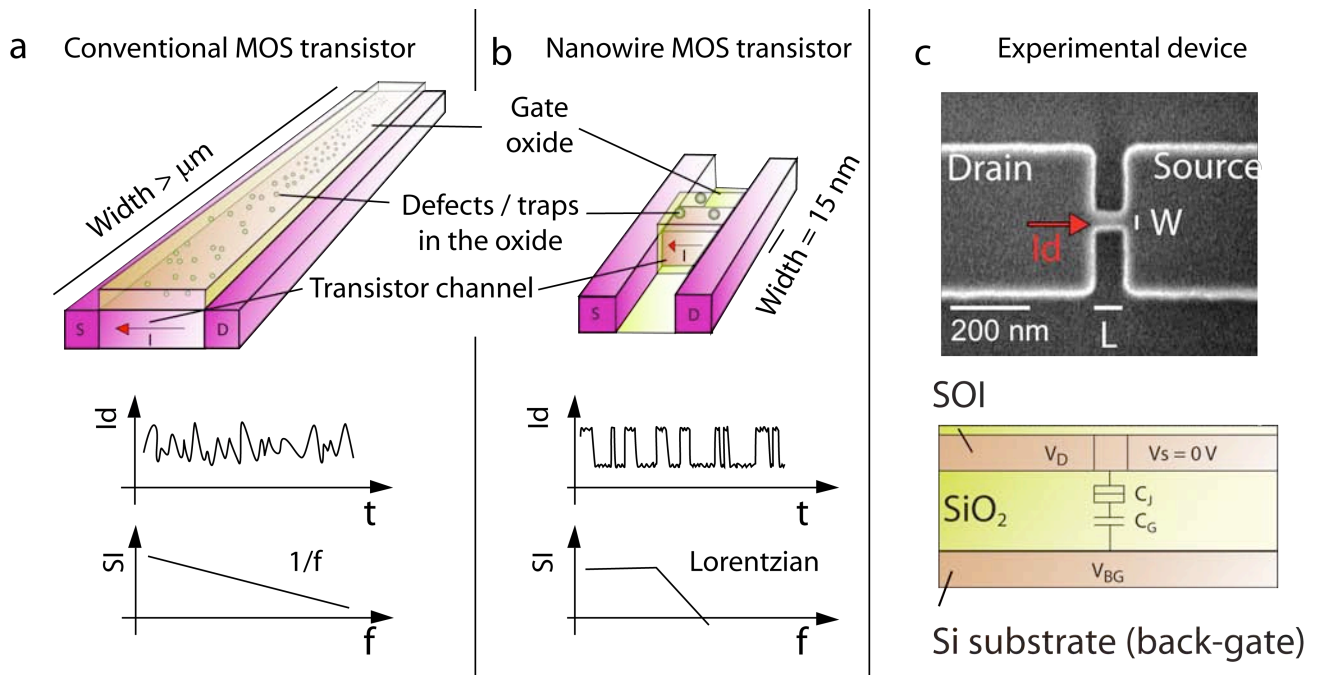 a
Conventional MOS transistor
Width > μm
S
I
D
Id
t
SI
1/f
f
Gate
oxide
Defects / traps
in the oxide
Transistor channel
b
Nanowire MOS transistor
Width = 15 nm
S
I
D
Id
t
SI
Lorentzian
f
c
Experimental device
Drain
Source
Id
W
200 nm
L
SOI
V_D
Vs = 0 V
SiO₂
C_J
C_G
V_BG
Si substrate (back-gate)